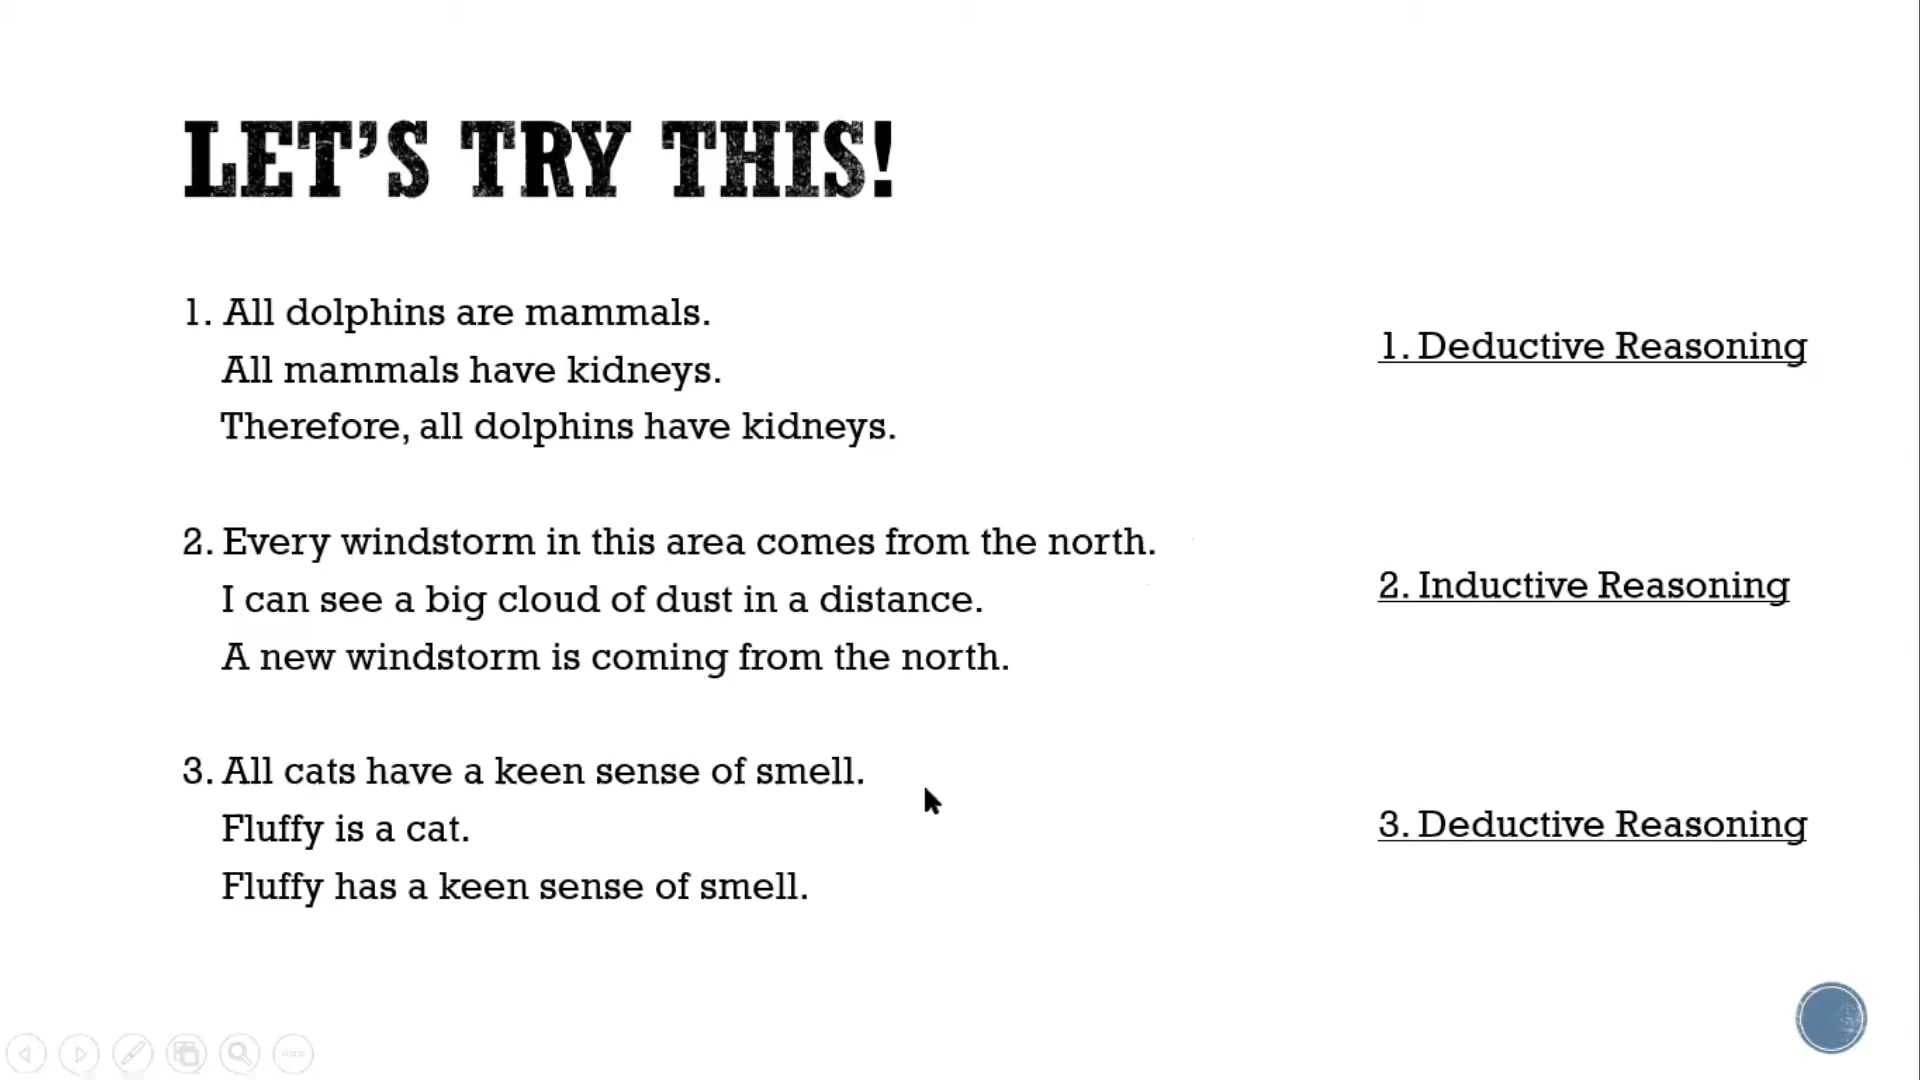 LET'S TRY THIS!
1. All dolphins are mammals.
All mammals have kidneys.
Therefore, all dolphins have kidneys.
1. Deductive Reasoning
2. Every windstorm in this area comes from the north.
I can see a big cloud of dust in a distance.
A new windstorm is coming from the north.
2. Inductive Reasoning
3. All cats have a keen sense of smell.
Fluffy is a cat.
Fluffy has a keen sense of smell.
3. Deductive Reasoning